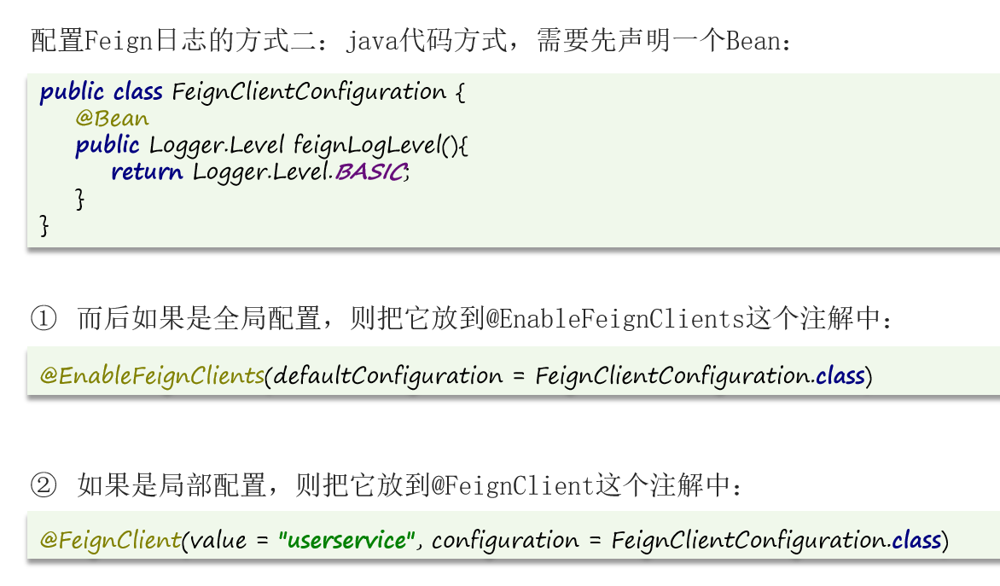 配置Feign日志的方式二：java代码方式，需要先声明一个Bean：
public class FeignClientConfiguration {
    @Bean
    public Logger.Level feignLogLevel(){
        return Logger.Level.BASIC;
    }
}
① 而后如果是全局配置，则把它放到@EnableFeignClients这个注解中：
@EnableFeignClients(defaultConfiguration = FeignClientConfiguration.class)
② 如果是局部配置，则把它放到@FeignClient这个注解中：
@FeignClient(value = "userservice", configuration = FeignClientConfiguration.class)